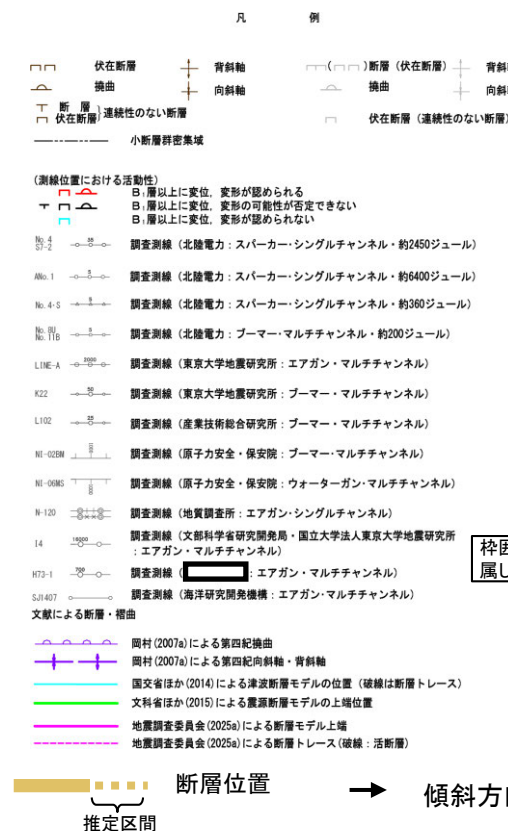 凡　例
伏在断層　背斜軸　断層（伏在断層）　背斜
撓曲　向斜軸　撓曲　向斜
断層
伏在断層}連続性のない断層　伏在断層（連続性のない断層）
小断層群密集域
(測線位置における活動性)
B₁層以上に変位，変形が認められる
B₁層以上に変位，変形の可能性が否定できない
B₁層以上に変位，変形が認められない
No.4
S7-2　35　調査測線（北陸電力：スパーカー・シングルチャンネル・約2450ジュール）
ANo.1　5　調査測線（北陸電力：スパーカー・シングルチャンネル・約6400ジュール）
No.4・S　5　調査測線（北陸電力：スパーカー・シングルチャンネル・約360ジュール）
No.8U
No.11B　5　調査測線（北陸電力：ブーマー・マルチチャンネル・約200ジュール）
LINE-A　2000　調査測線（東京大学地震研究所：エアガン・マルチチャンネル）
K22　50　調査測線（東京大学地震研究所：ブーマー・マルチチャンネル）
L102　25　調査測線（産業技術総合研究所：ブーマー・マルチチャンネル）
NI-02BM　調査測線（原子力安全・保安院：ブーマー・マルチチャンネル）
NI-06MS　調査測線（原子力安全・保安院：ウォーターガン・マルチチャンネル）
N-120　調査測線（地質調査所：エアガン・シングルチャンネル）
I4　16000　調査測線（文部科学省研究開発局・国立大学法人東京大学地震研究所
：エアガン・マルチチャンネル）
H73-1　700　調査測線（　：エアガン・マルチチャンネル）
SJ1407　調査測線（海洋研究開発機構：エアガン・マルチチャンネル）
枠囲
属し
文献による断層・褶曲
岡村(2007a)による第四紀撓曲
岡村(2007a)による第四紀向斜軸・背斜軸
国交省ほか(2014)による津波断層モデルの位置（破線は断層トレース）
文科省ほか(2015)による震源断層モデルの上端位置
地震調査委員会(2025a)による断層モデル上端
地震調査委員会(2025a)による断層トレース(破線：活断層)
断層位置　傾斜方向
推定区間